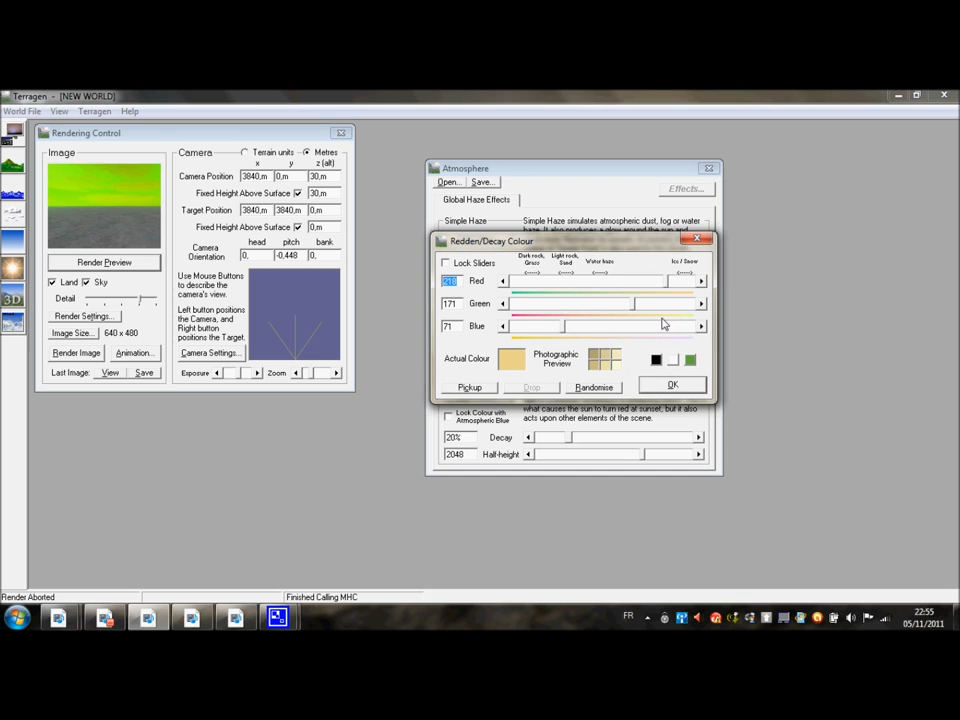 Terragen - [NEW WORLD]
World File View Terragen Help
Rendering Control
Image
Render Preview
Land Sky
Detail
Render Settings...
Image Size... 640 x 480
Render Image Animation...
Last Image: View Save
Camera Terrain units Metres
x y z (alt)
Camera Position 3840,m 0,m 30,m
Fixed Height Above Surface 30,m
Target Position 3840,m 3840,m 0,m
Fixed Height Above Surface 0,m
head pitch bank
Camera Orientation 0, -0,448 0,
Use Mouse Buttons
to describe the
camera's view.
Left button positions
the Camera, and
Right button
positions the Target.
Camera Settings...
Exposure Zoom
Atmosphere
Open... Save...
Effects...
Global Haze Effects
Simple Haze
Simple Haze simulates atmospheric dust, fog or water
haze. It also produces a glow around the sun and
Redden/Decay Colour
Lock Sliders
Dark rock, Grass Light rock, Sand Water haze Ice / Snow
218 Red
171 Green
71 Blue
Actual Colour
Photographic Preview
Pickup Drop Randomise OK
Lock Colour with
Atmospheric Blue
what causes the sun to turn red at sunset, but it also
acts upon other elements of the scene.
20% Decay
2048 Half-height
Render Aborted
Finished Calling MHC
FR
22:55
05/11/2011